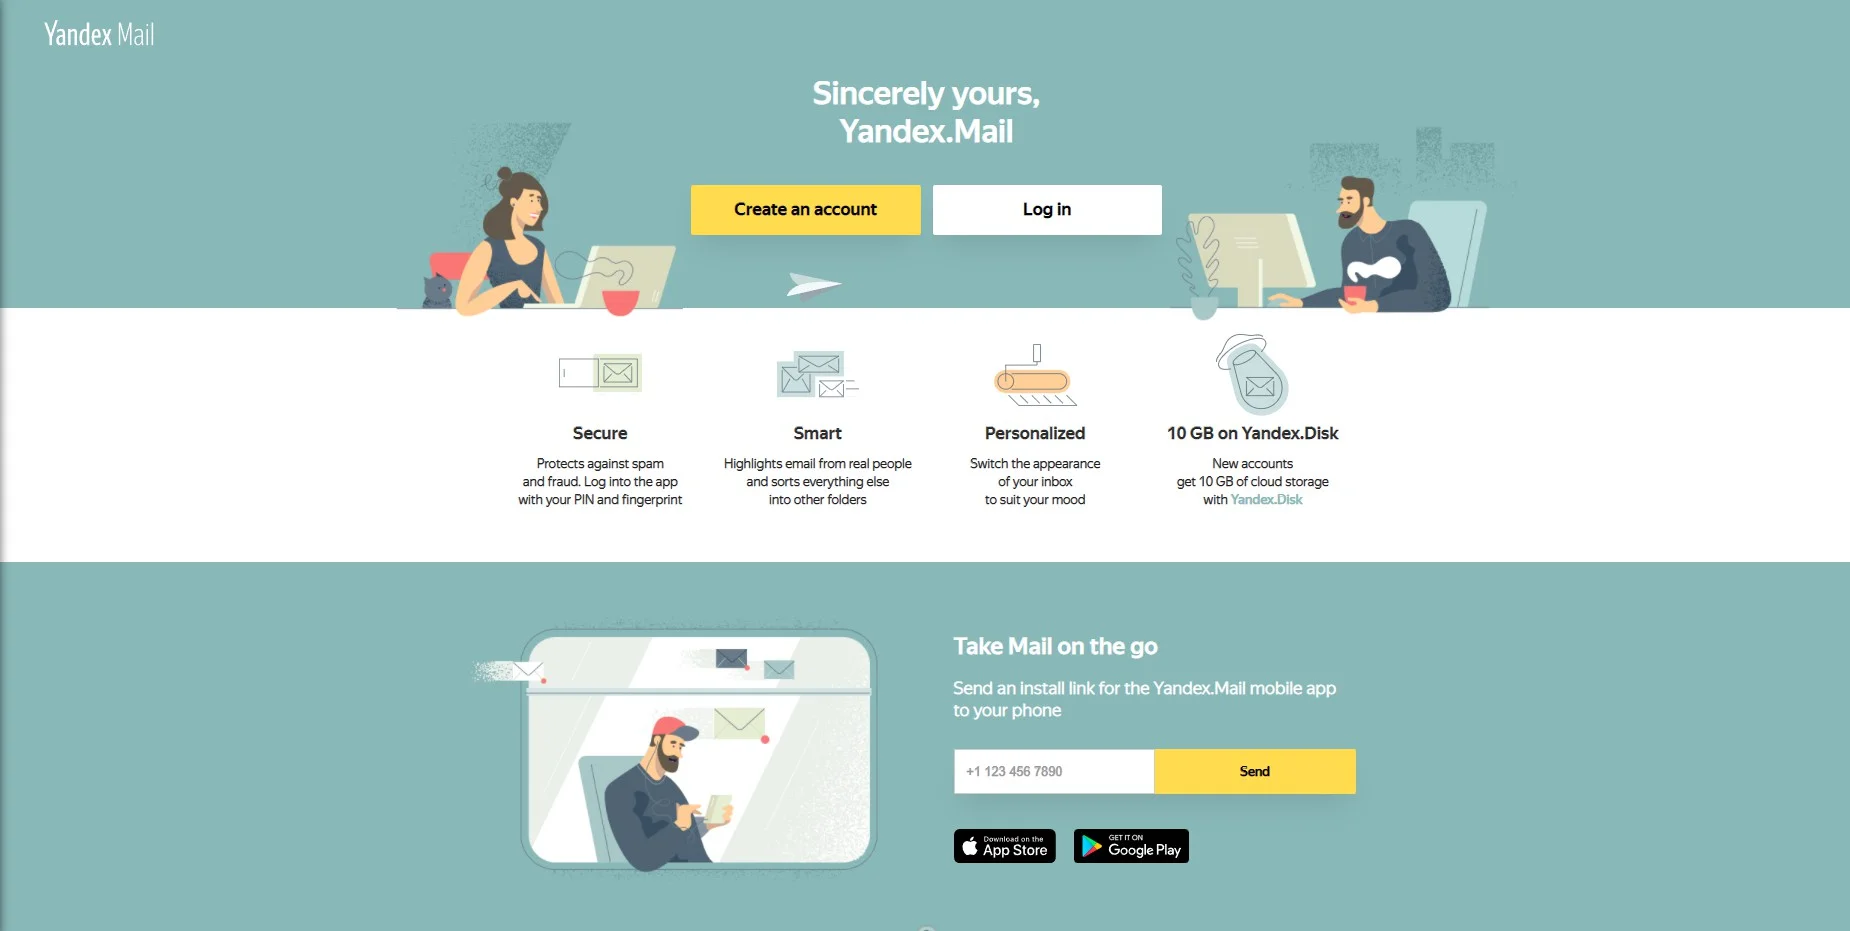 Yandex Mail
Sincerely yours,
Yandex.Mail
Create an account
Log in
Secure
Protects against spam
and fraud. Log into the app
with your PIN and fingerprint
Smart
Highlights email from real people
and sorts everything else
into other folders
Personalized
Switch the appearance
of your inbox
to suit your mood
10 GB on Yandex.Disk
New accounts
get 10 GB of cloud storage
with Yandex.Disk
Take Mail on the go
Send an install link for the Yandex.Mail mobile app
to your phone
+1 123 456 7890
Send
Download on the
App Store
GET IT ON
Google Play